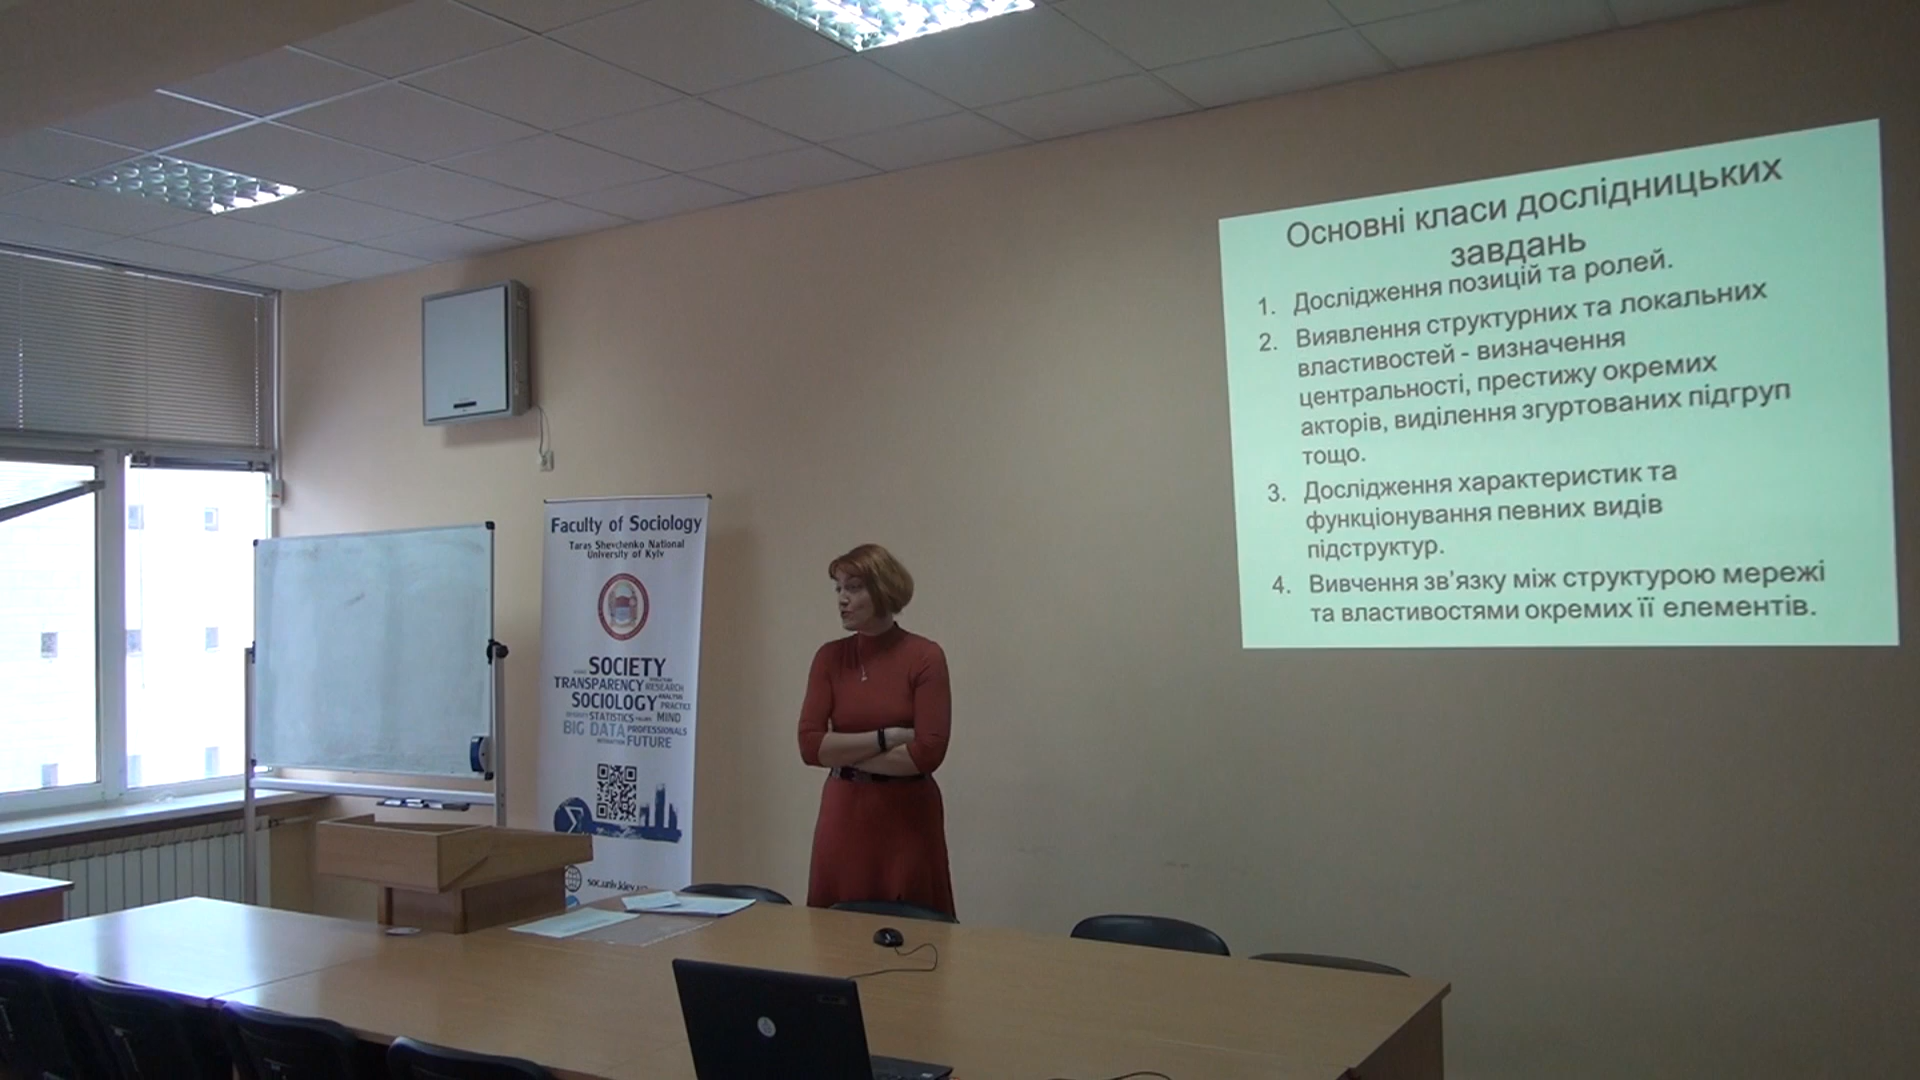 Основні класи дослідницьких
завдань
1. Дослідження позицій та ролей.
2. Виявлення структурних та локальних
властивостей - визначення
центральності, престижу окремих
акторів, виділення згуртованих підгруп
тощо.
3. Дослідження характеристик та
функціонування певних видів
підструктур.
4. Вивчення зв’язку між структурою мережі
та властивостями окремих її елементів.
Faculty of Sociology
Taras Shevchenko National
University of Kyiv
SOCIETY
TRANSPARENCY RESEARCH
SOCIOLOGY ANALYSIS PRACTICE
STATISTICS MIND
BIG DATA PROFESSIONALS
FUTURE
Σ